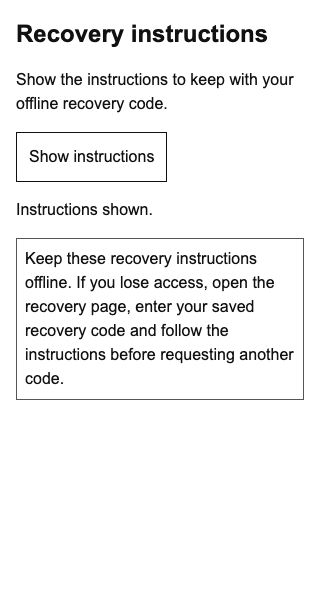 Recovery instructions
Show the instructions to keep with your
offline recovery code.
Show instructions
Instructions shown.
Keep these recovery instructions
offline. If you lose access, open the
recovery page, enter your saved
recovery code and follow the
instructions before requesting another
code.